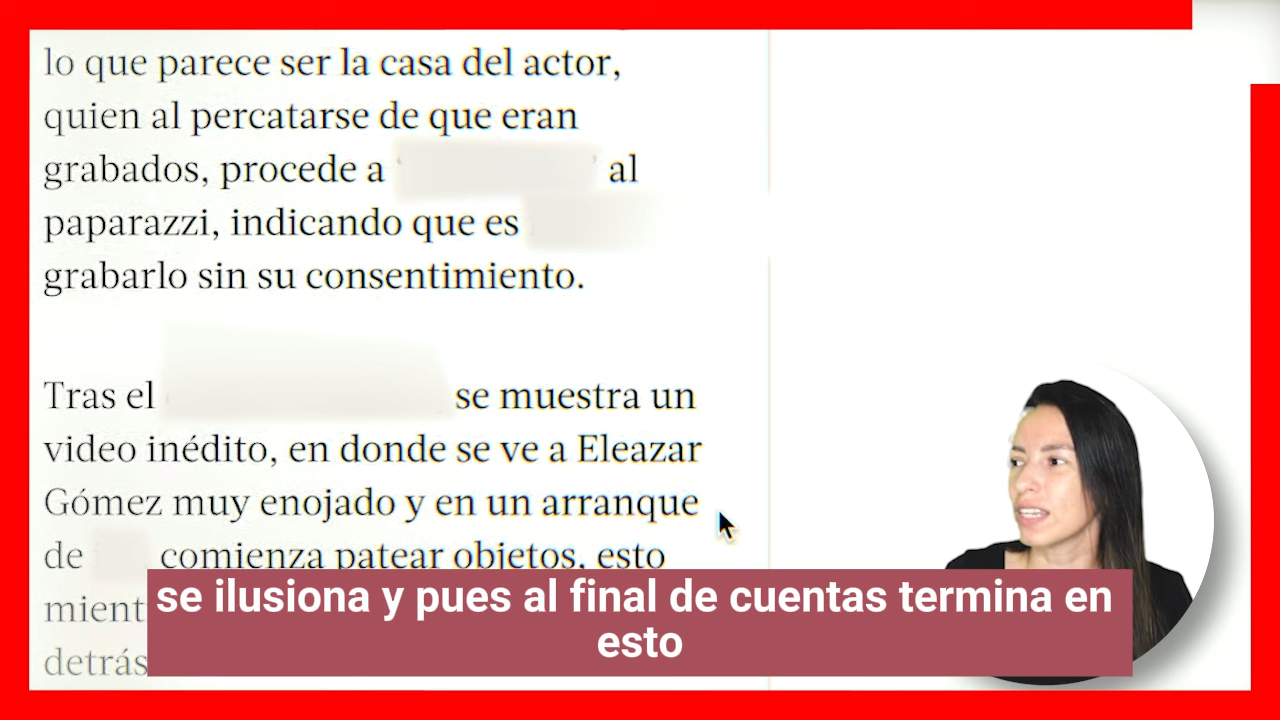 lo que parece ser la casa del actor,
quien al percatarse de que eran
grabados, procede a al
paparazzi, indicando que es
grabarlo sin su consentimiento.
Tras el se muestra un
video inédito, en donde se ve a Eleazar
Gómez muy enojado y en un arranque
de comienza patear objetos, esto
detrás
se ilusiona y pues al final de cuentas termina en
esto